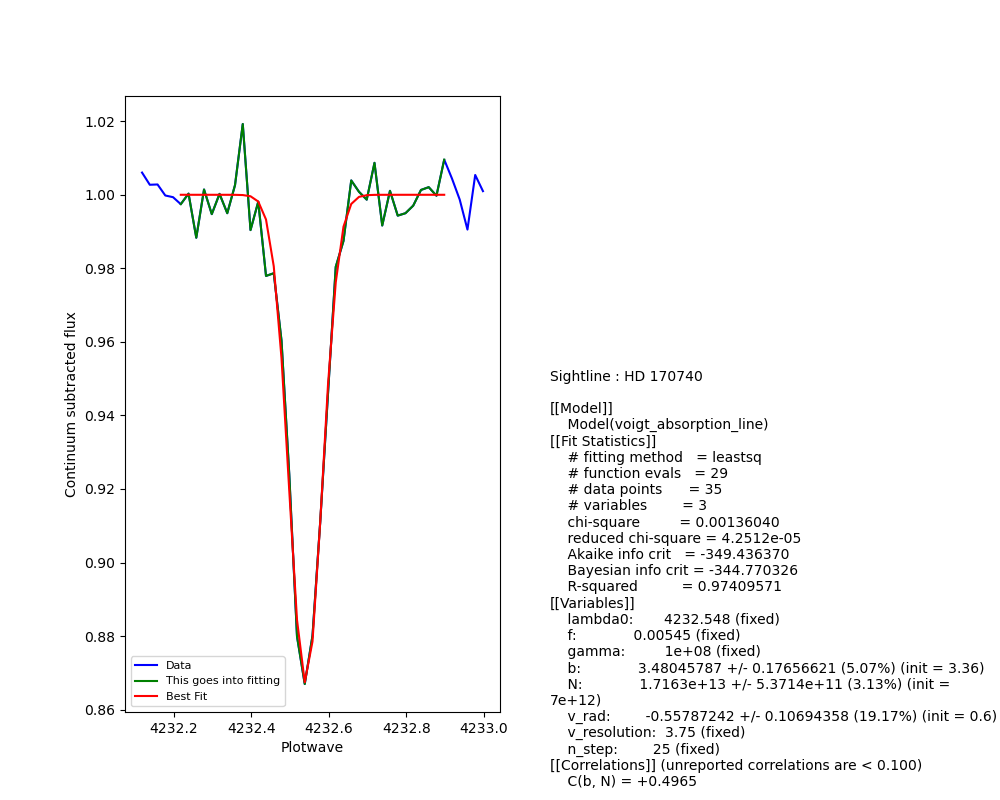 1.02
1.00
0.98
0.96
0.94
0.92
0.90
0.88
0.86
Continuum subtracted flux
4232.2
4232.4
4232.6
4232.8
4233.0
Plotwave
Data
This goes into fitting
Best Fit
Sightline : HD 170740
[[Model]]
Model(voigt_absorption_line)
[[Fit Statistics]]
# fitting method = leastsq
# function evals = 29
# data points = 35
# variables = 3
chi-square = 0.00136040
reduced chi-square = 4.2512e-05
Akaike info crit = -349.436370
Bayesian info crit = -344.770326
R-squared = 0.97409571
[[Variables]]
lambda0: 4232.548 (fixed)
f: 0.00545 (fixed)
gamma: 1e+08 (fixed)
b: 3.48045787 +/- 0.17656621 (5.07%) (init = 3.36)
N: 1.7163e+13 +/- 5.3714e+11 (3.13%) (init =
7e+12)
v_rad: -0.55787242 +/- 0.10694358 (19.17%) (init = 0.6)
v_resolution: 3.75 (fixed)
n_step: 25 (fixed)
[[Correlations]] (unreported correlations are < 0.100)
C(b, N) = +0.4965